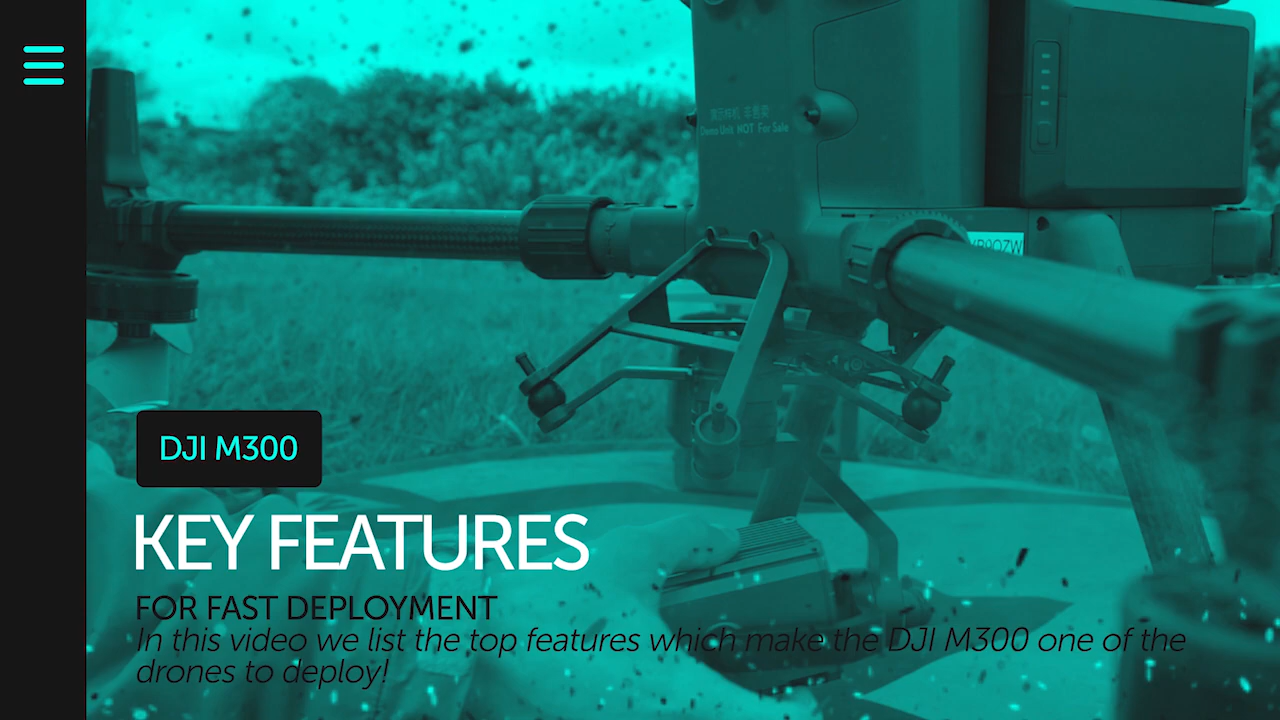 Demo Unit NOT For Sale
DJI M300
KEY FEATURES
FOR FAST DEPLOYMENT
In this video we list the top features which make the DJI M300 one of the
drones to deploy!